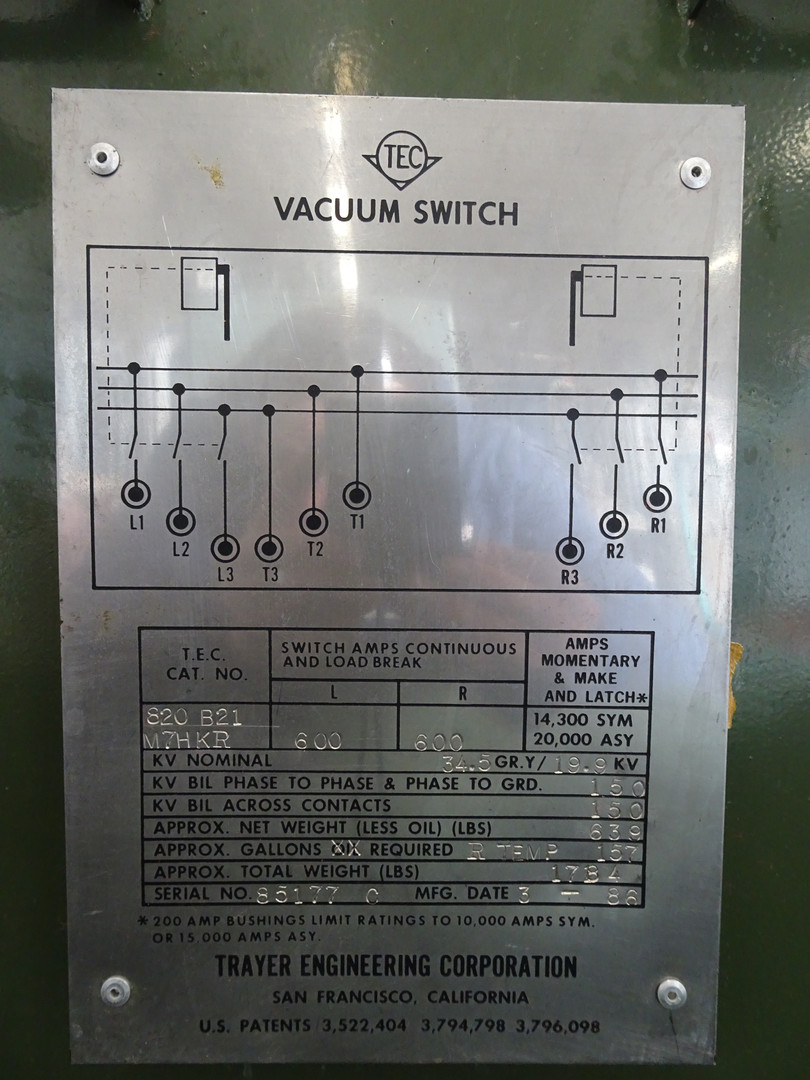 TEC
VACUUM SWITCH
L1
L2
L3
T3
T2
T1
R3
R2
R1
T.E.C. CAT. NO.
SWITCH AMPS CONTINUOUS
AND LOAD BREAK
L R
AMPS
MOMENTARY
& MAKE
AND LATCH*
820 B21
M7HKR 600 600
14,300 SYM
20,000 ASY
KV NOMINAL 34.5 GR.Y/ 19.9 KV
KV BIL PHASE TO PHASE & PHASE TO GRD. 150
KV BIL ACROSS CONTACTS 150
APPROX. NET WEIGHT (LESS OIL) (LBS) 639
APPROX. GALLONS REQUIRED R TEMP 157
APPROX. TOTAL WEIGHT (LBS) 1784
SERIAL NO. 85177 C MFG. DATE 3 - 86
* 200 AMP BUSHINGS LIMIT RATINGS TO 10,000 AMPS SYM.
OR 15 000 AMPS ASY.
TRAYER ENGINEERING CORPORATION
SAN FRANCISCO, CALIFORNIA
U.S. PATENTS 3,522,404 3,794,798 3,796,098